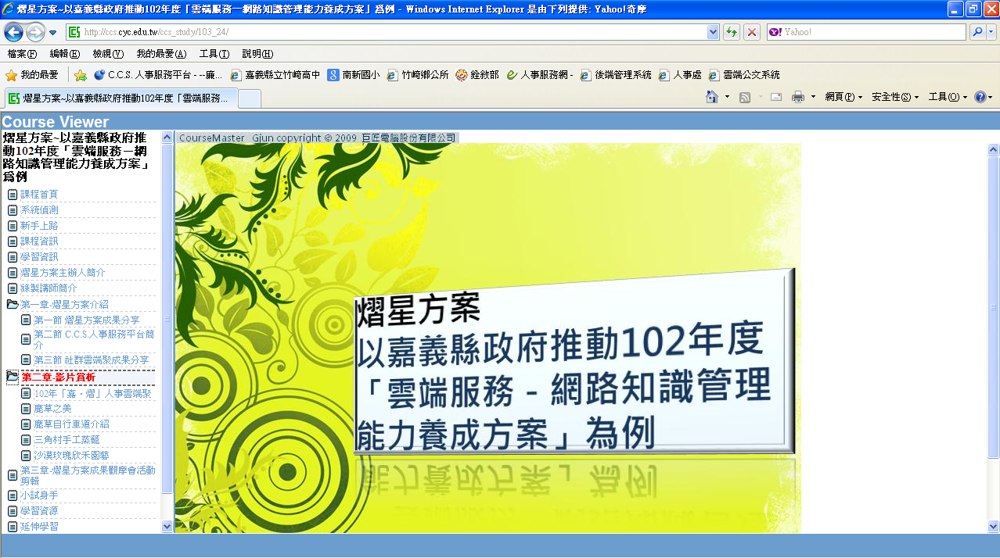 熠星方案~以嘉義縣政府推動102年度「雲端服務－網路知識管理能力養成方案」為例 - Windows Internet Explorer 是由下列提供: Yahoo!奇摩
http://ccs.cyc.edu.tw/ccs_study/103_24/
Yahoo!
檔案(F) 編輯(E) 檢視(V) 我的最愛(A) 工具(T) 說明(H)
我的最愛 C.C.S. 人事服務平台 - --廉... 嘉義縣立竹崎高中 南新國小 竹崎鄉公所 銓敘部 人事服務網 - 後端管理系統 人事處 雲端公文系統
熠星方案~以嘉義縣政府推動102年度「雲端服務...
網頁(P) 安全性(S) 工具(O)
Course Viewer
熠星方案~以嘉義縣政府推
動102年度「雲端服務－網
路知識管理能力養成方案」
為例
CourseMaster Gjun copyright © 2009 巨匠電腦股份有限公司
課程首頁
系統偵測
新手上路
課程資訊
學習資訊
熠星方案主辦人簡介
錄製講師簡介
第一章-熠星方案介紹
第一節 熠星方案成果分享
第二節 C.C.S.人事服務平台簡
介
第三節 社群雲端聚成果分享
第二章-影片賞析
102年「嘉‧熠」人事雲端聚
鹿草之美
鹿草自行車道介紹
三角村手工蒸籠
沙漠玫瑰欣禾園藝
第三章-熠星方案成果觀摩會活動
剪輯
小試身手
學習資源
延伸學習
熠星方案
以嘉義縣政府推動102年度
「雲端服務－網路知識管理
能力養成方案」為例